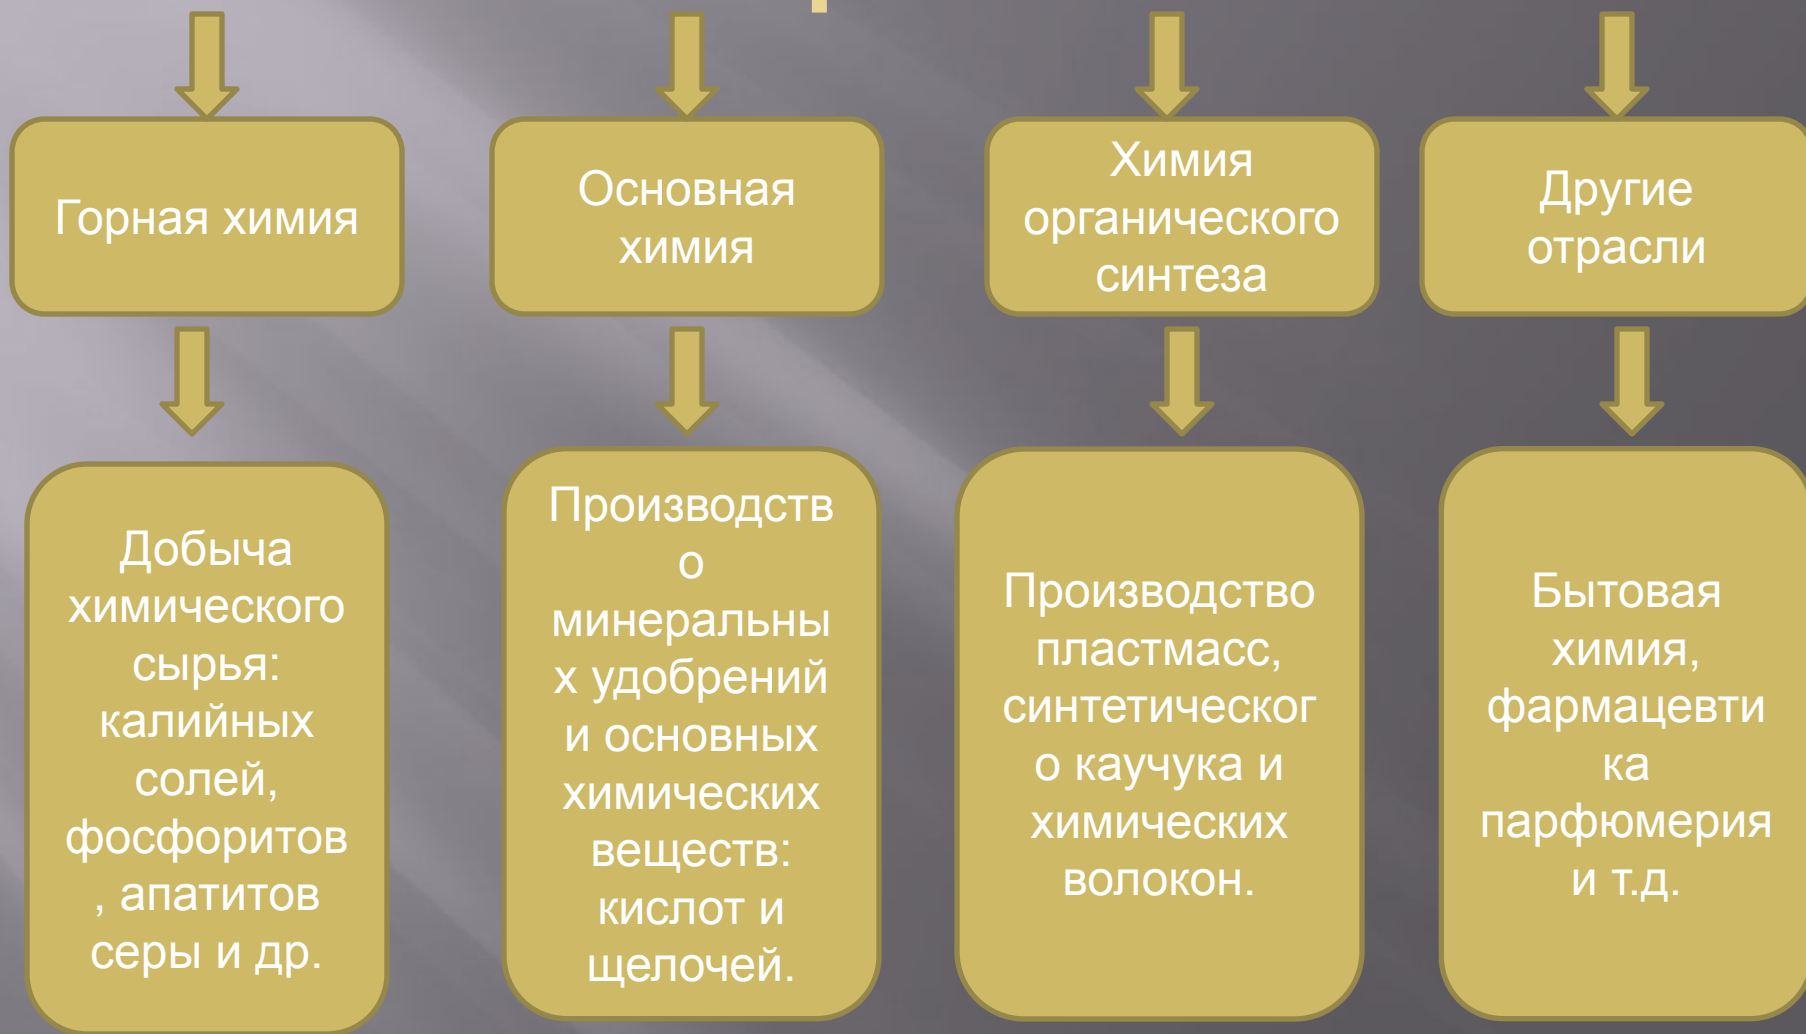 Горная химия
Основная
химия
Химия
органического
синтеза
Другие
отрасли
Добыча
химического
сырья:
калийных
солей,
фосфоритов
, апатитов
серы и др.
Производств
о
минеральны
х удобрений
и основных
химических
веществ:
кислот и
щелочей.
Производство
пластмасс,
синтетическог
о каучука и
химических
волокон.
Бытовая
химия,
фармацевти
ка
парфюмерия
и т.д.